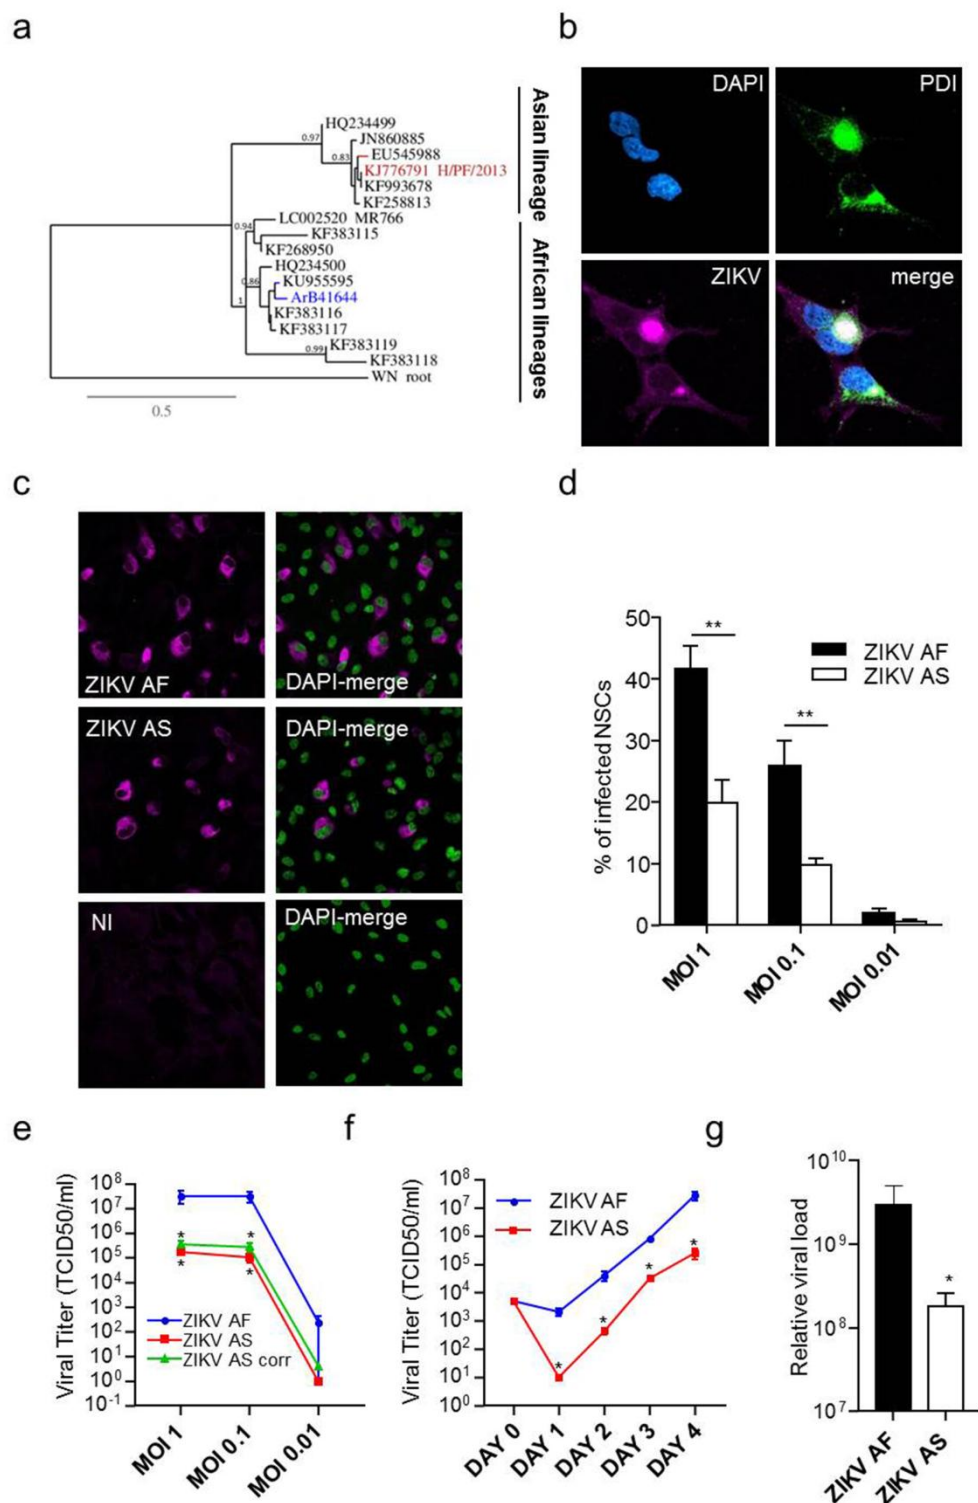 a
HQ234499
0.97
JN860885
0.83
EU545988
KJ776791 H/PF/2013
KF993678
KF258813
LC002520 MR766
0.94
KF383115
KF268950
HQ234500
0.86
KU955595
ArB41644
1
KF383116
KF383117
KF383119
0.99
KF383118
WN root
0.5
Asian lineage
African lineages
b
DAPI
PDI
ZIKV
merge
c
ZIKV AF
DAPI-merge
ZIKV AS
DAPI-merge
NI
DAPI-merge
d
% of infected NSCs
50
40
30
20
10
0
**
**
ZIKV AF
ZIKV AS
MOI 1
MOI 0.1
MOI 0.01
e
Viral Titer (TCID50/ml)
10⁸
10⁷
10⁶
10⁵
10⁴
10³
10²
10¹
10⁰
10⁻¹
*
*
*
*
ZIKV AF
ZIKV AS
ZIKV AS corr
MOI 1
MOI 0.1
MOI 0.01
f
Viral Titer (TCID50/ml)
10⁸
10⁷
10⁶
10⁵
10⁴
10³
10²
10¹
10⁰
ZIKV AF
ZIKV AS
*
*
*
*
DAY 0
DAY 1
DAY 2
DAY 3
DAY 4
g
Relative viral load
10¹⁰
10⁹
10⁸
10⁷
*
ZIKV AF
ZIKV AS